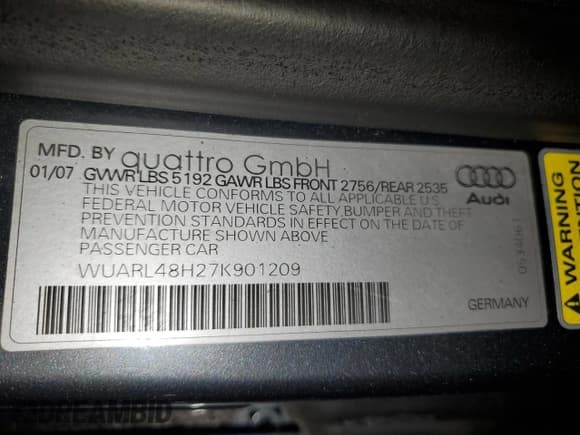 MFD. BY quattro GmbH
01/07 GVWR LBS 5192 GAWR LBS FRONT 2756/REAR 2535
THIS VEHICLE CONFORMS TO ALL APPLICABLE U.S.
FEDERAL MOTOR VEHICLE SAFETY, BUMPER AND THEFT
PREVENTION STANDARDS IN EFFECT ON THE DATE OF
MANUFACTURE SHOWN ABOVE
PASSENGER CAR
WUARL48H27K901209
Audi
GERMANY
WARNING
DREAMBID